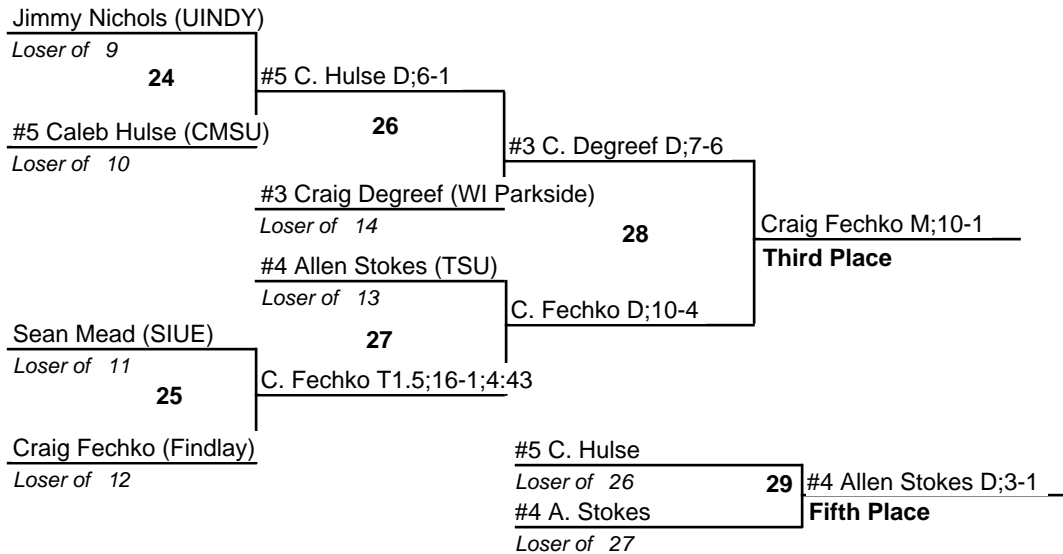 Jimmy Nichols (UINDY)
Loser of 9
24
#5 C. Hulse D;6-1
#5 Caleb Hulse (CMSU)
Loser of 10
26
#3 C. Degreef D;7-6
#3 Craig Degreef (WI Parkside)
Loser of 14
28
Craig Fechko M;10-1
Third Place
#4 Allen Stokes (TSU)
Loser of 13
C. Fechko D;10-4
27
Sean Mead (SIUE)
Loser of 11
25
C. Fechko T1.5;16-1;4:43
Craig Fechko (Findlay)
Loser of 12
#5 C. Hulse
Loser of 26
29
#4 Allen Stokes D;3-1
Fifth Place
#4 A. Stokes
Loser of 27